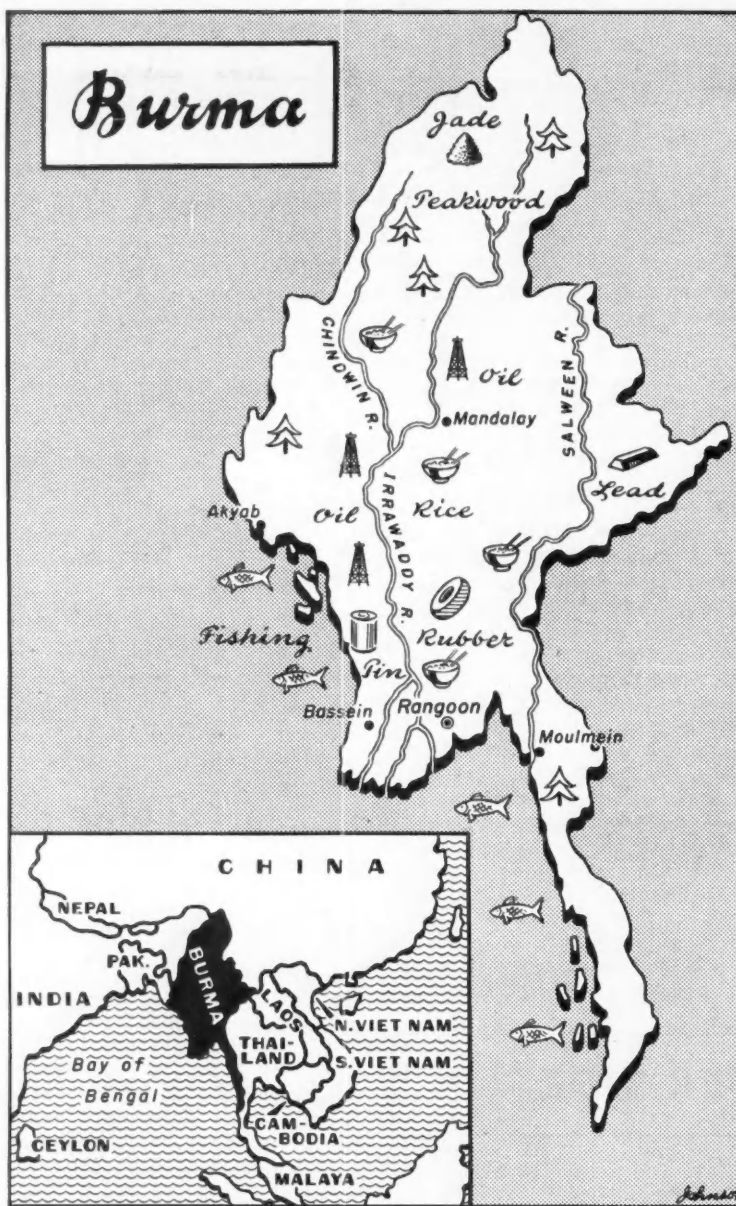 Burma
Jade
Teakwood
CHINDWIN R.
SALWEEN R.
Oil
Mandalay
Lead
Akyab
Oil
IRRAWADDY R.
Rice
Fishing
Rubber
Tin
Bassein
Rangoon
Moulmein
CHINA
NEPAL
PAK.
BURMA
INDIA
LAOS
N. VIET NAM
THAI-
LAND
S. VIET NAM
Bay of
Bengal
CAM-
BODIA
CEYLON
MALAYA
Johnson